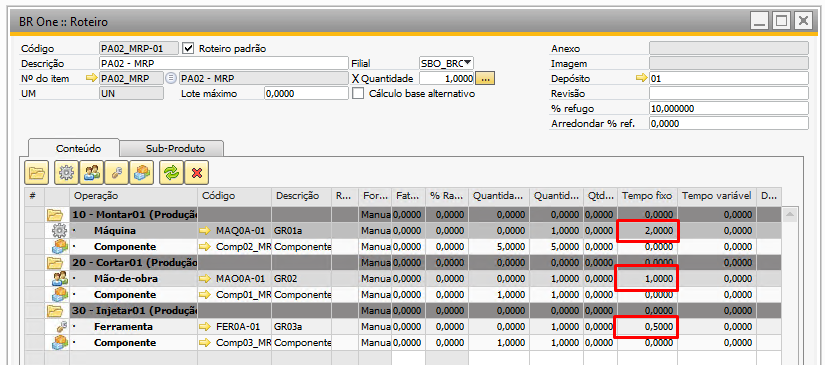 BR One :: Roteiro
Código PA02_MRP-01 Roteiro padrão Anexo
Descrição PA02 - MRP Filial SBO_BRC Imagem
Nº do item PA02_MRP PA02 - MRP X Quantidade 1,0000 ... Depósito 01
UM UN Lote máximo 0,0000 Cálculo base alternativo Revisão
% refugo 10,000000
Arredondar % ref. 0,0000
Conteúdo Sub-Produto
# Operação Código Descrição R... For... Fat... % Ra... Quantida... Quantid... Qtd... Tempo fixo Tempo variável D...
10 - Montar01 (Produçã Manua 0,0000 0,0000 0,0000 0,0000 0,0000 0,0000 0,0000
Máquina MAQ0A-01 GR01a Manua 0,0000 0,0000 0,0000 1,0000 0,0000 2,0000 0,0000
Componente Comp02_MR Componente Manua 0,0000 0,0000 5,0000 5,0000 0,0000 0,0000 0,0000
20 - Cortar01 (Produção Manua 0,0000 0,0000 0,0000 0,0000 0,0000 0,0000 0,0000
Mão-de-obra MAO0A-01 GR02 Manua 0,0000 0,0000 0,0000 1,0000 0,0000 1,0000 0,0000
Componente Comp01_MR Componente Manua 0,0000 0,0000 1,0000 1,0000 0,0000 0,0000 0,0000
30 - Injetar01 (Produçã Manua 0,0000 0,0000 0,0000 0,0000 0,0000 0,0000 0,0000
Ferramenta FER0A-01 GR03a Manua 0,0000 0,0000 0,0000 1,0000 0,0000 0,5000 0,0000
Componente Comp03_MR Componente Manua 0,0000 0,0000 1,0000 1,0000 0,0000 0,0000 0,0000